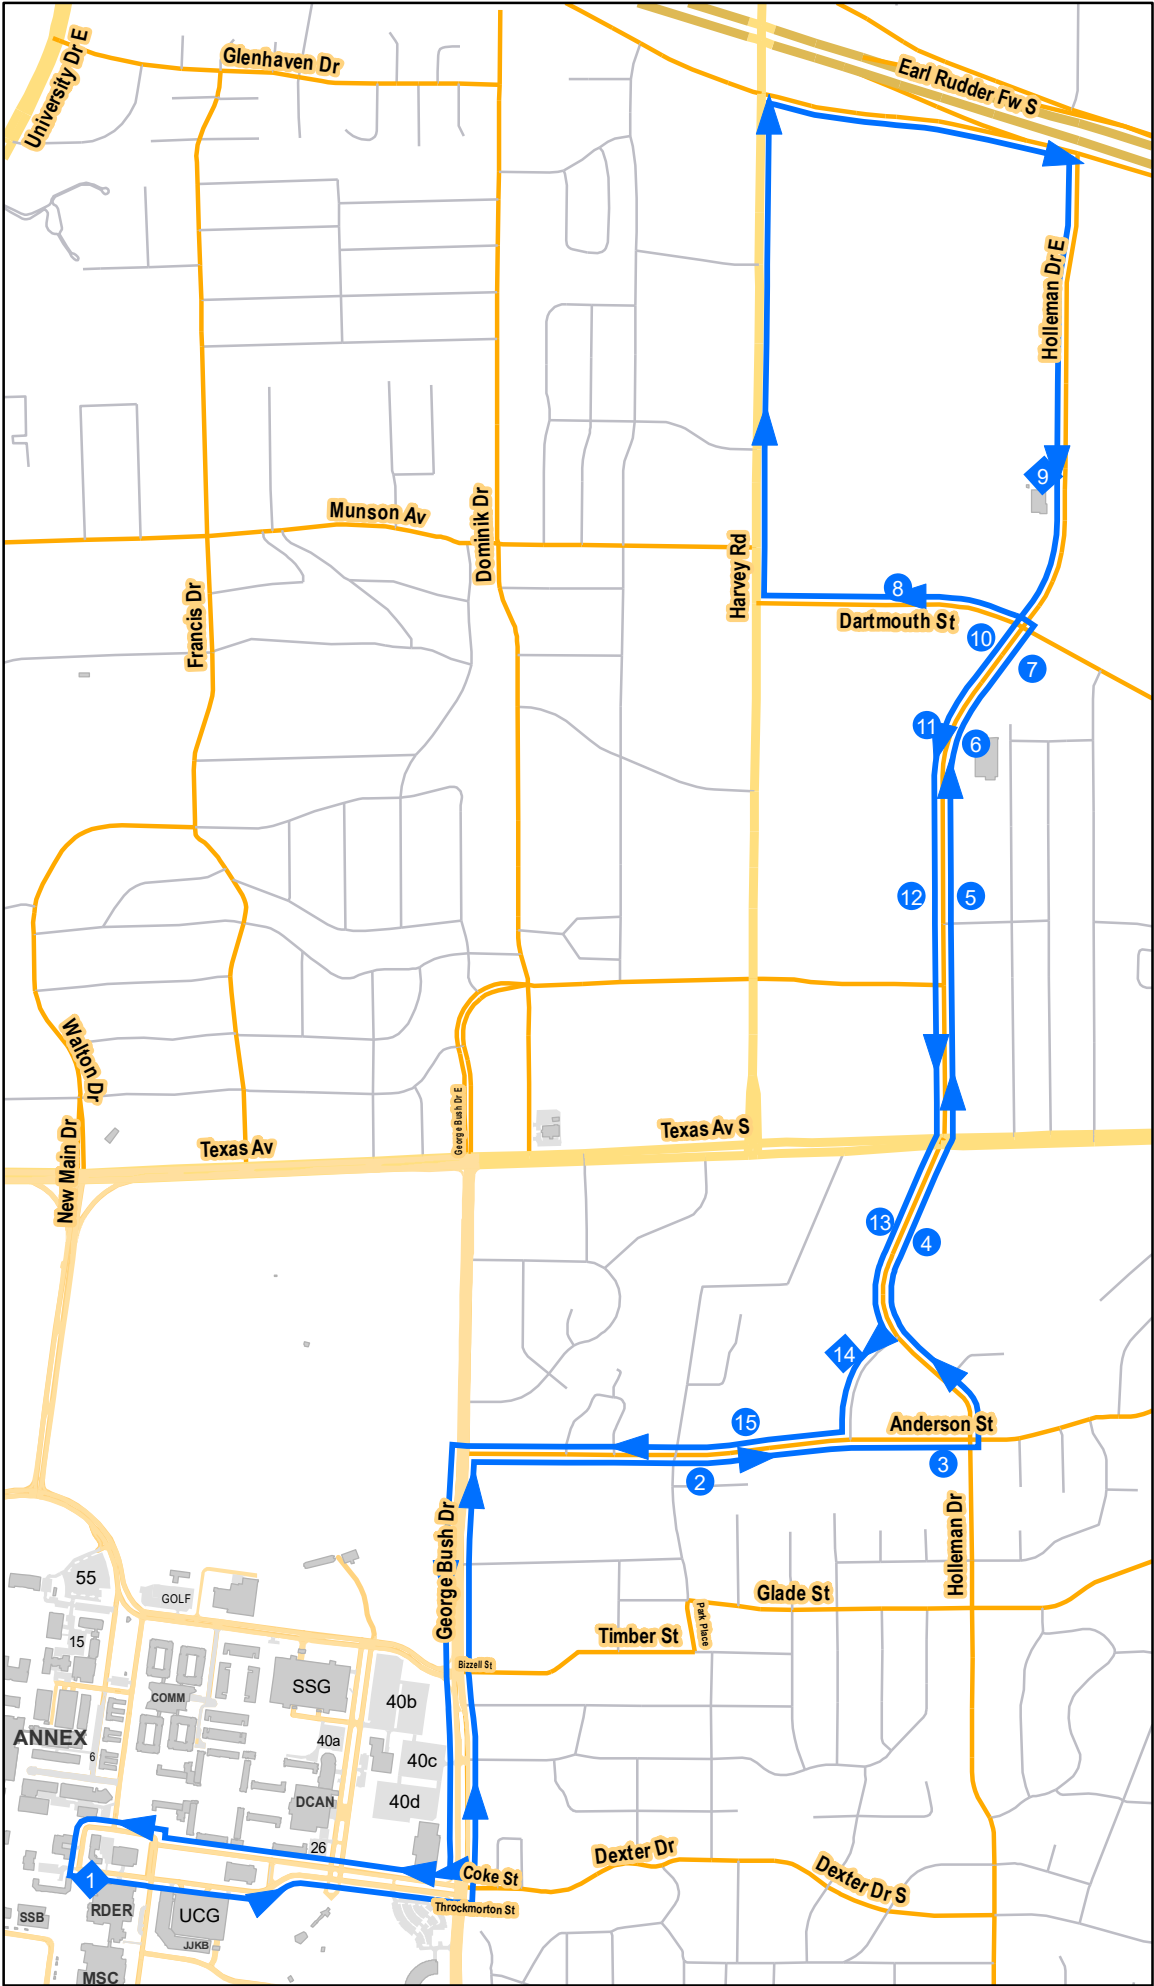 Glenhaven Dr
University Dr E
Earl Rudder Fw S
Holleman Dr E
9
Munson Av
Dominik Dr
Harvey Rd
Francis Dr
8
Dartmouth St
10
7
11
6
12
5
Walton Dr
George Bush Dr E
Texas Av S
Texas Av
New Main Dr
13
4
14
15
Anderson St
3
2
George Bush Dr
Holleman Dr
55
GOLF
Glade St
Park Place
15
Timber St
Bizzell St
SSG
COMM
40b
ANNEX
40a
6
40c
DCAN
40d
26
Dexter Dr
Coke St
Dexter Dr S
1
RDER
Throckmorton St
SSB
UCG
JJKB
MSC